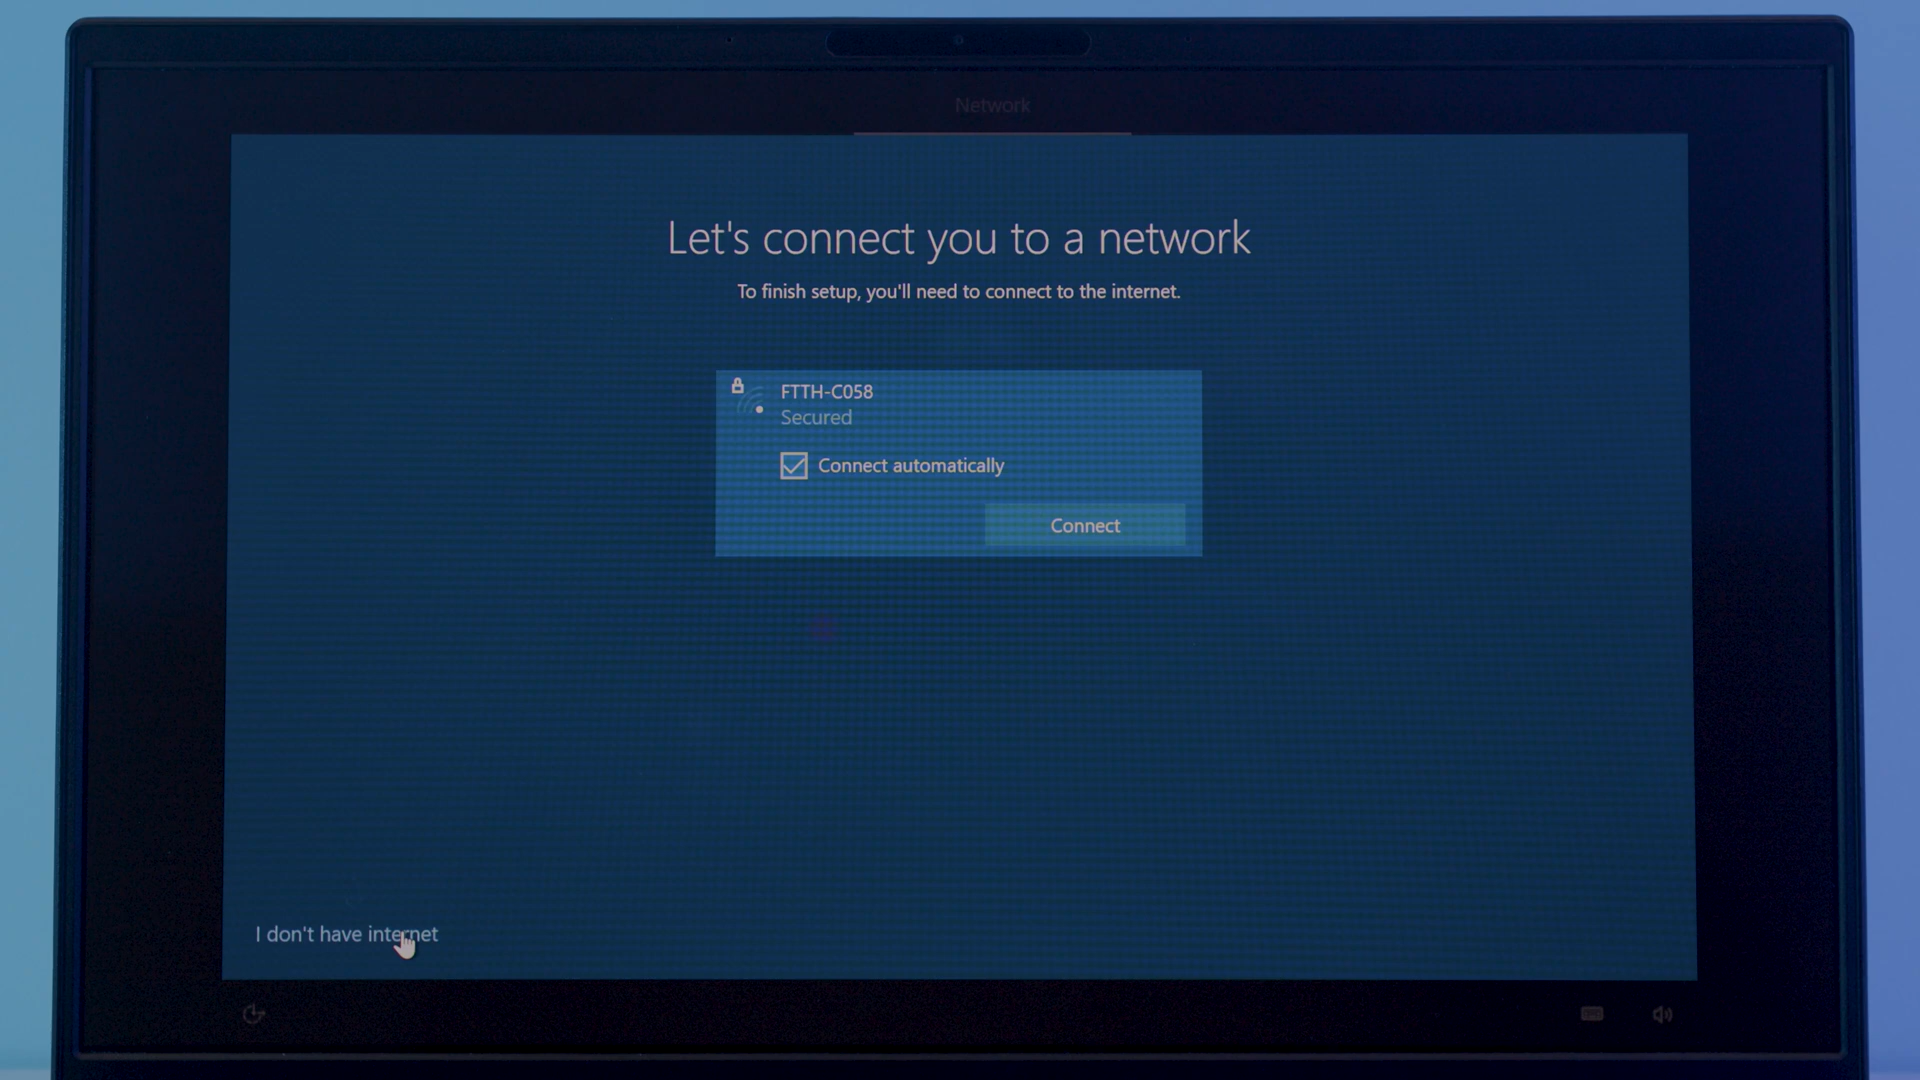 Network
Let's connect you to a network
To finish setup, you'll need to connect to the internet.
FTTH-C058
Secured
Connect automatically
Connect
I don't have internet